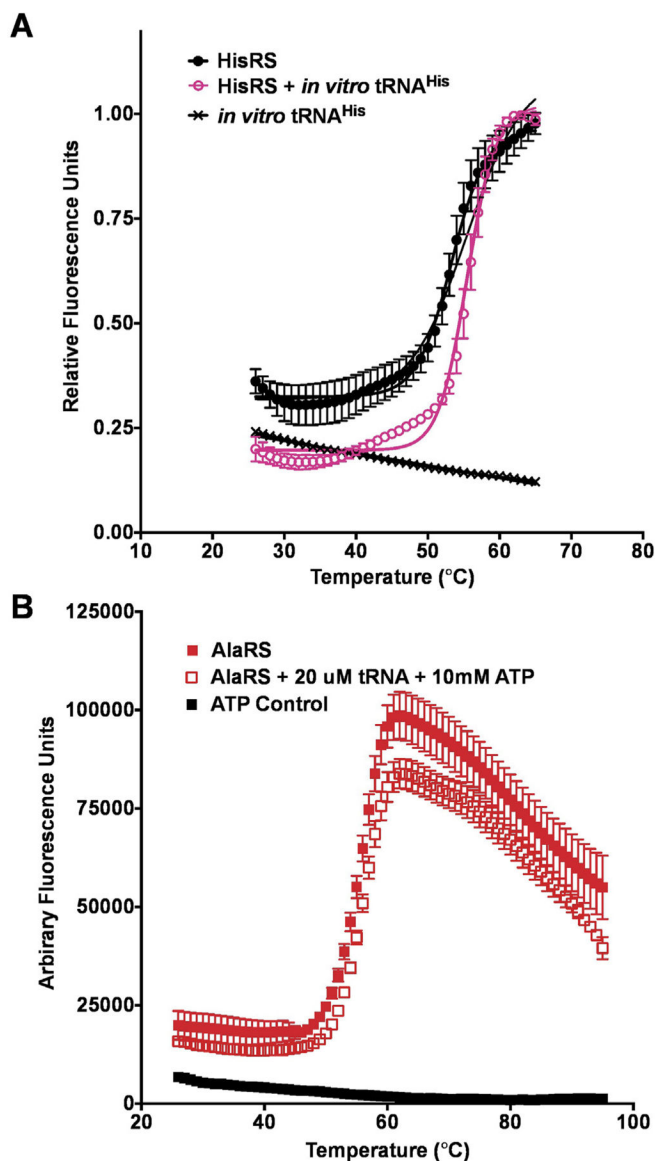 A
HisRS
HisRS + in vitro tRNAHis
in vitro tRNAHis
1.00
0.75
0.50
0.25
0.00
Relative Fluorescence Units
10 20 30 40 50 60 70 80
Temperature (°C)
B
125000
AlaRS
AlaRS + 20 uM tRNA + 10mM ATP
ATP Control
100000
75000
50000
25000
0
Arbirary Fluorescence Units
20 40 60 80 100
Temperature (°C)